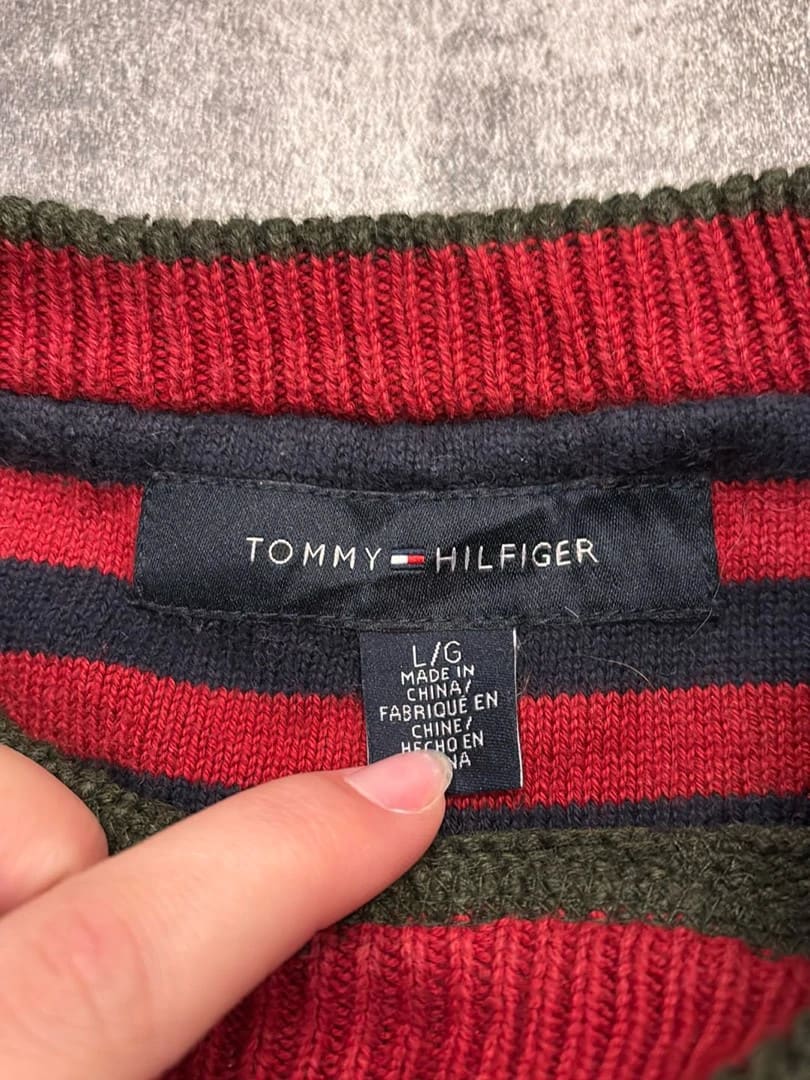 TOMMY HILFIGER
L/G
MADE IN
CHINA/
FABRIQUÉ EN
CHINE/
HECHO EN